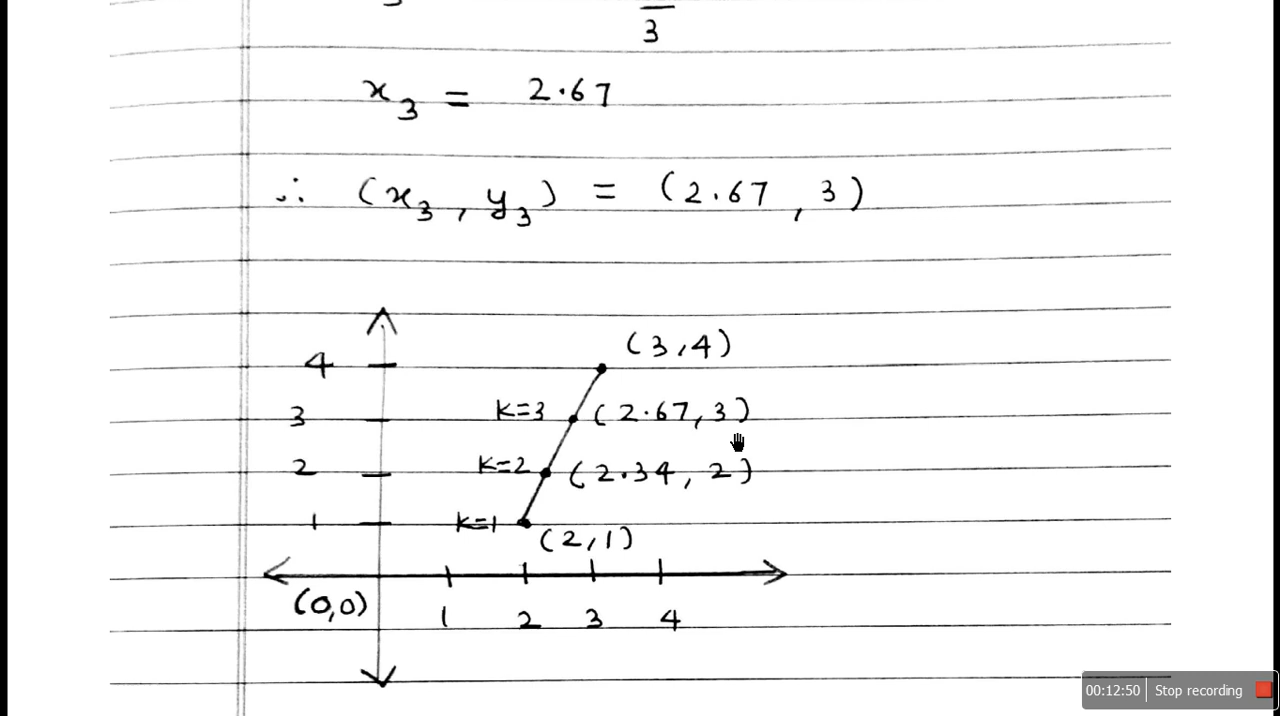 3
x₃ = 2.67
∴ (x₃, y₃) = (2.67, 3)
(3,4)
4
K=3 (2.67, 3)
3
K=2 (2.34, 2)
2
1 K=1
(2,1)
(0,0) 1 2 3 4
00:12:50 Stop recording